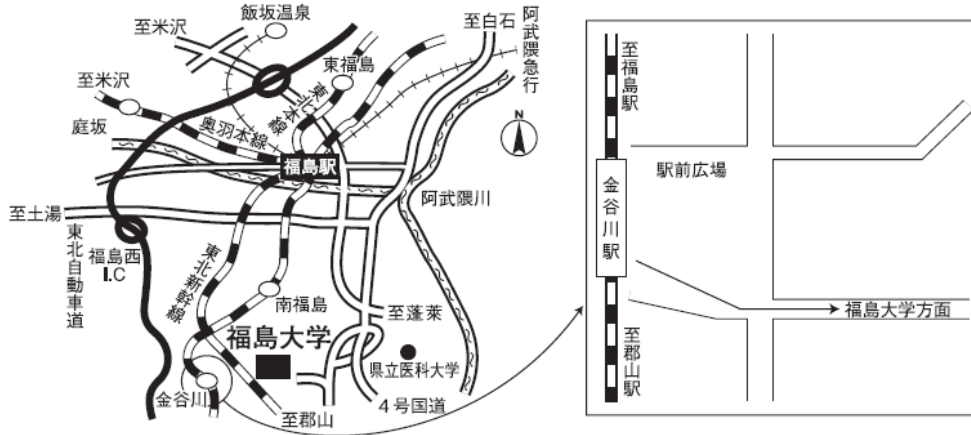 飯坂温泉
至米沢
至白石
阿武隈急行
東福島
至米沢
東北本線
N
庭坂
奥羽本線
福島駅
阿武隈川
至土湯
東北自動車道
福島西
I.C
東北新幹線
南福島
至蓬莱
福島大学
県立医科大学
金谷川
至郡山
4号国道
至福島駅
駅前広場
金谷川駅
福島大学方面
至郡山駅